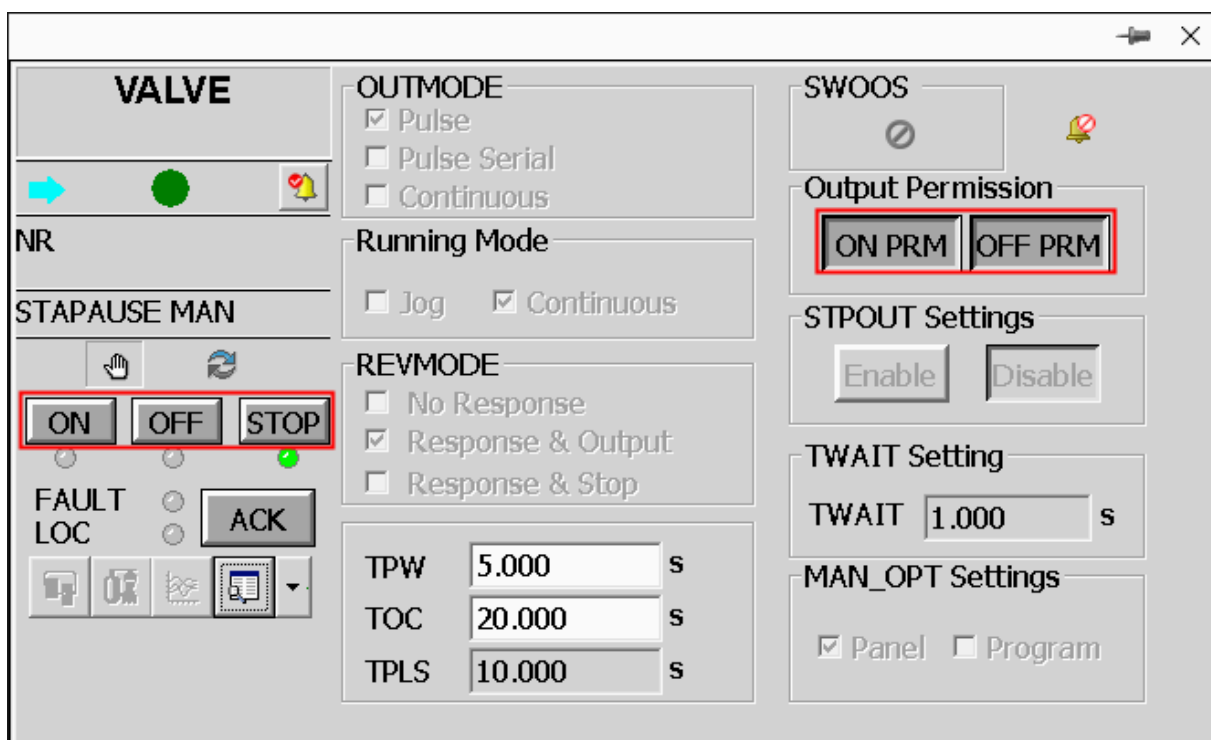 VALVE
NR
STAPAUSE MAN
ON OFF STOP
FAULT
LOC
ACK
OUTMODE
Pulse
Pulse Serial
Continuous
Running Mode
Jog Continuous
REVMODE
No Response
Response & Output
Response & Stop
TPW 5.000 s
TOC 20.000 s
TPLS 10.000 s
SWOOS
Output Permission
ON PRM OFF PRM
STPOUT Settings
Enable Disable
TWAIT Setting
TWAIT 1.000 s
MAN_OPT Settings
Panel Program